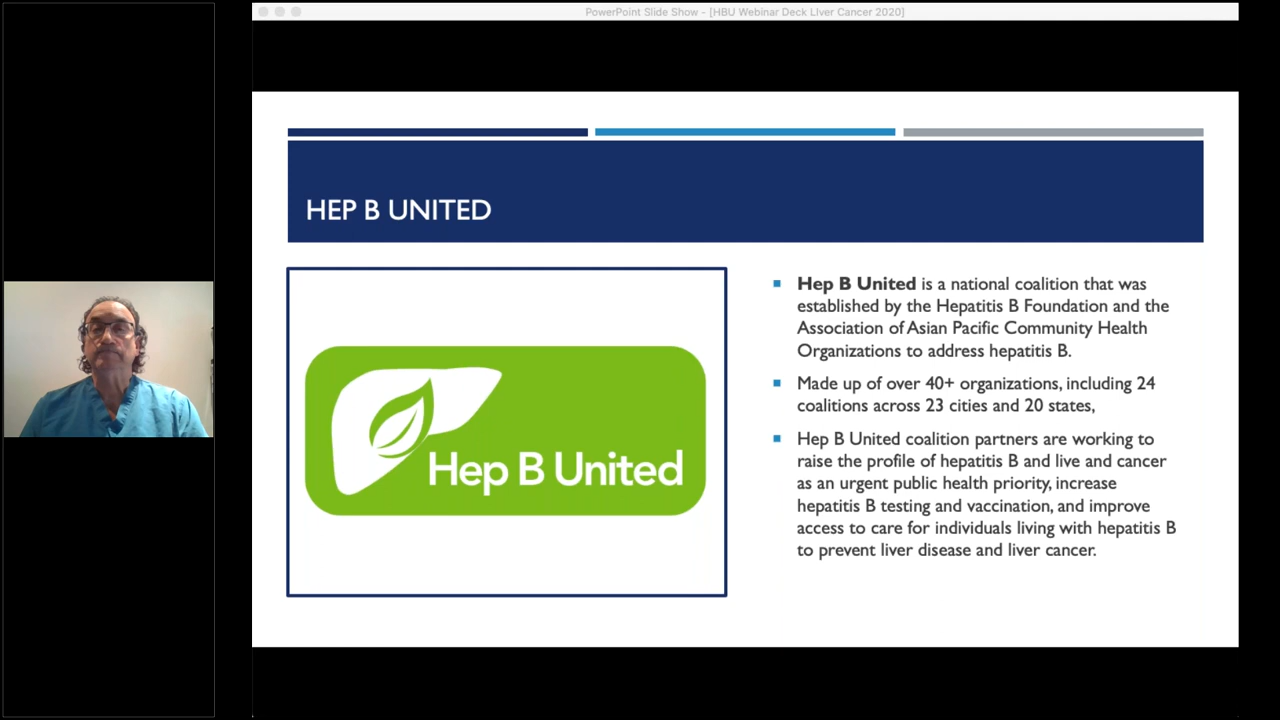 PowerPoint Slide Show - [HBU Webinar Deck LIver Cancer 2020]
HEP B UNITED
Hep B United
Hep B United is a national coalition that was
established by the Hepatitis B Foundation and the
Association of Asian Pacific Community Health
Organizations to address hepatitis B.
Made up of over 40+ organizations, including 24
coalitions across 23 cities and 20 states,
Hep B United coalition partners are working to
raise the profile of hepatitis B and live and cancer
as an urgent public health priority, increase
hepatitis B testing and vaccination, and improve
access to care for individuals living with hepatitis B
to prevent liver disease and liver cancer.